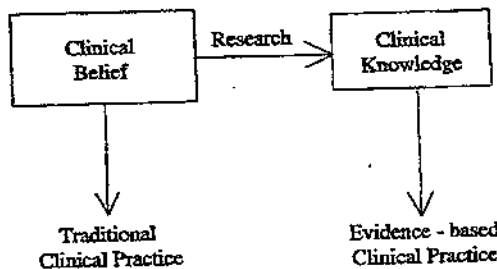 Clinical
Belief
Research
Clinical
Knowledge
Traditional
Clinical Practice
Evidence - based
Clinical Practice